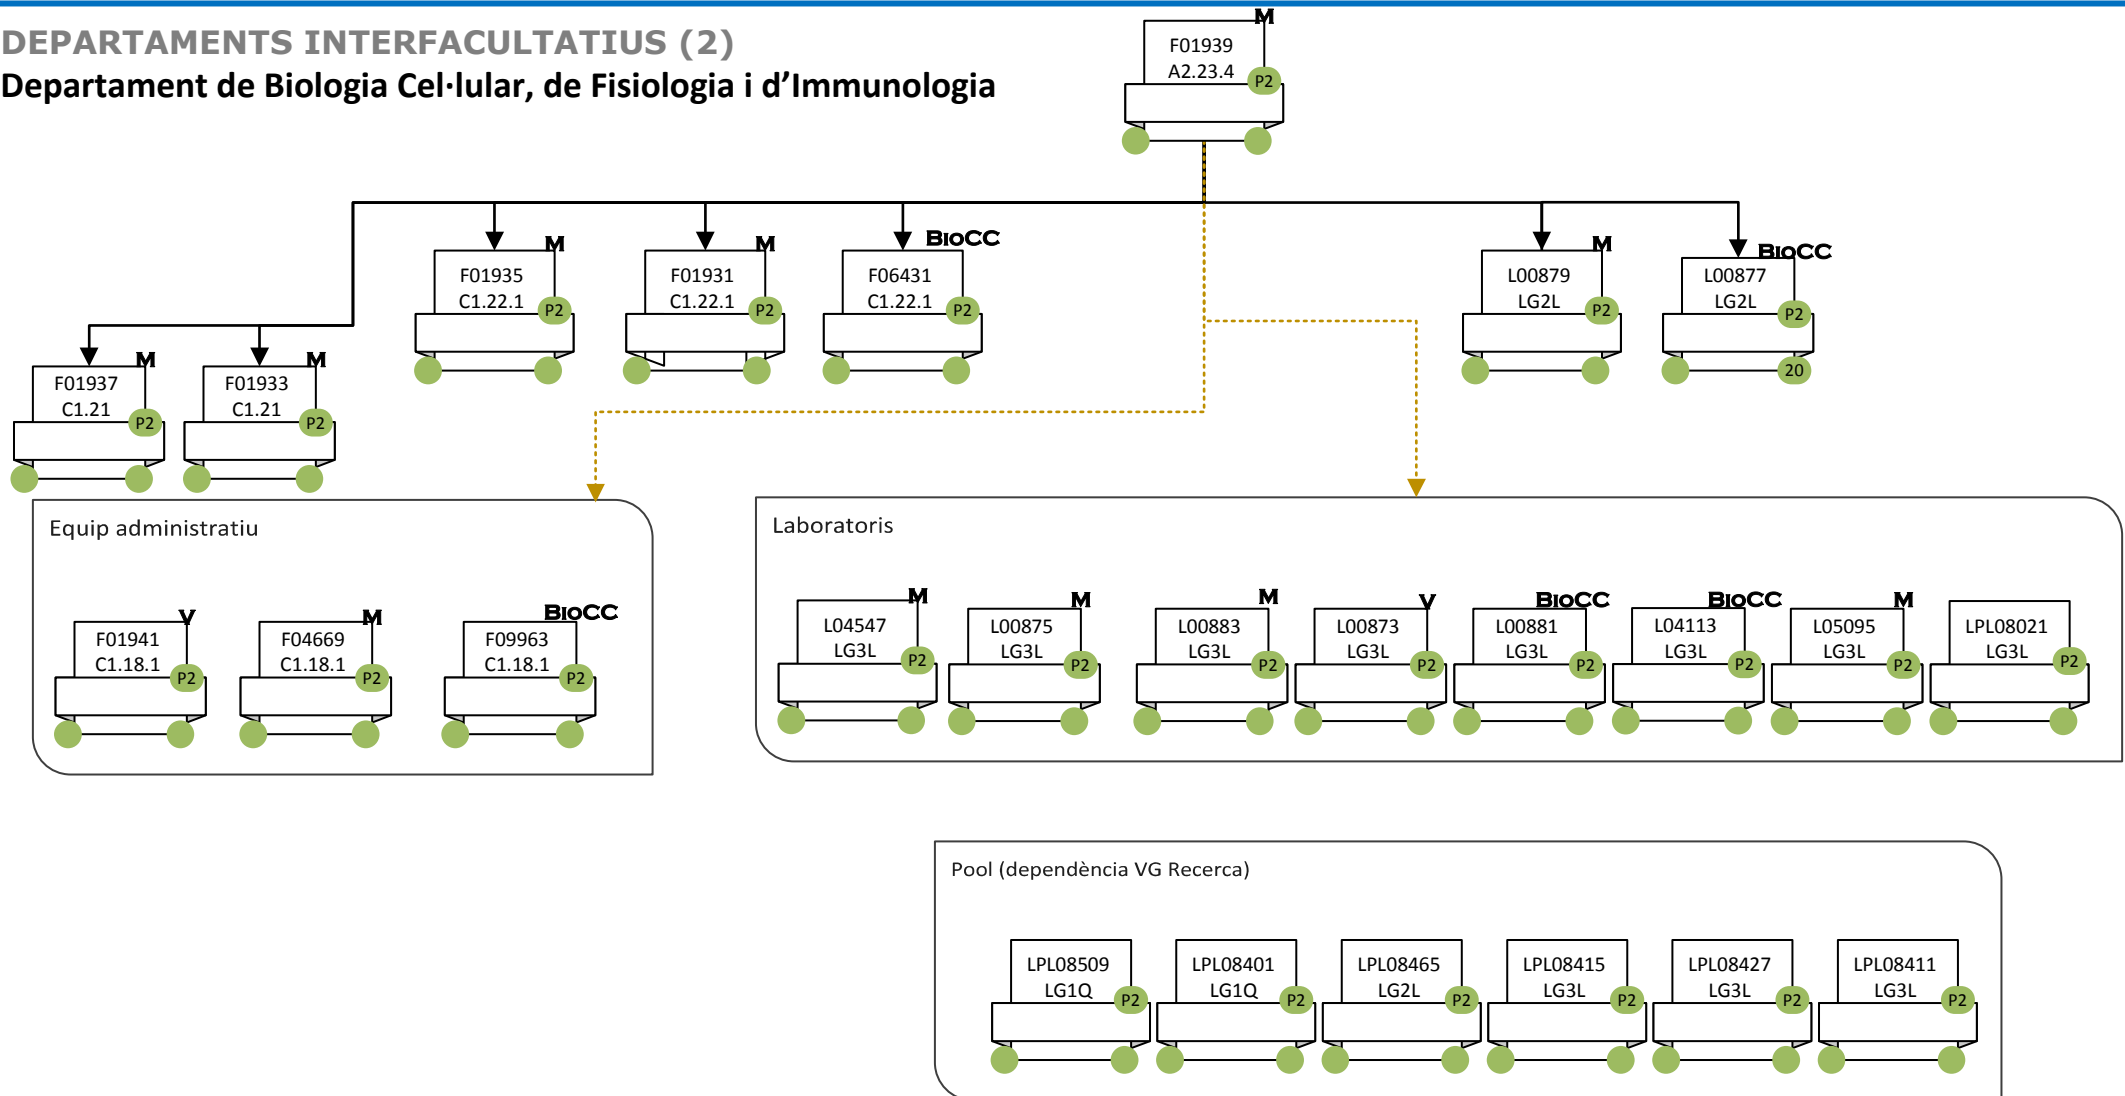 DEPARTAMENTS INTERFACULTATIUS (2)
Departament de Biologia Cel·lular, de Fisiologia i d'Immunologia
M
F01939
A2.23.4
P2
M
F01935
C1.22.1
P2
M
F01931
C1.22.1
P2
BioCC
F06431
C1.22.1
P2
M
L00879
LG2L
P2
BioCC
L00877
LG2L
P2
20
M
F01937
C1.21
P2
M
F01933
C1.21
P2
Equip administratiu
V
F01941
C1.18.1
P2
M
F04669
C1.18.1
P2
BioCC
F09963
C1.18.1
P2
Laboratoris
M
L04547
LG3L
P2
M
L00875
LG3L
P2
M
L00883
LG3L
P2
V
L00873
LG3L
P2
BioCC
L00881
LG3L
P2
BioCC
L04113
LG3L
P2
M
L05095
LG3L
P2
LPL08021
LG3L
P2
Pool (dependència VG Recerca)
LPL08509
LG1Q
P2
LPL08401
LG1Q
P2
LPL08465
LG2L
P2
LPL08415
LG3L
P2
LPL08427
LG3L
P2
LPL08411
LG3L
P2